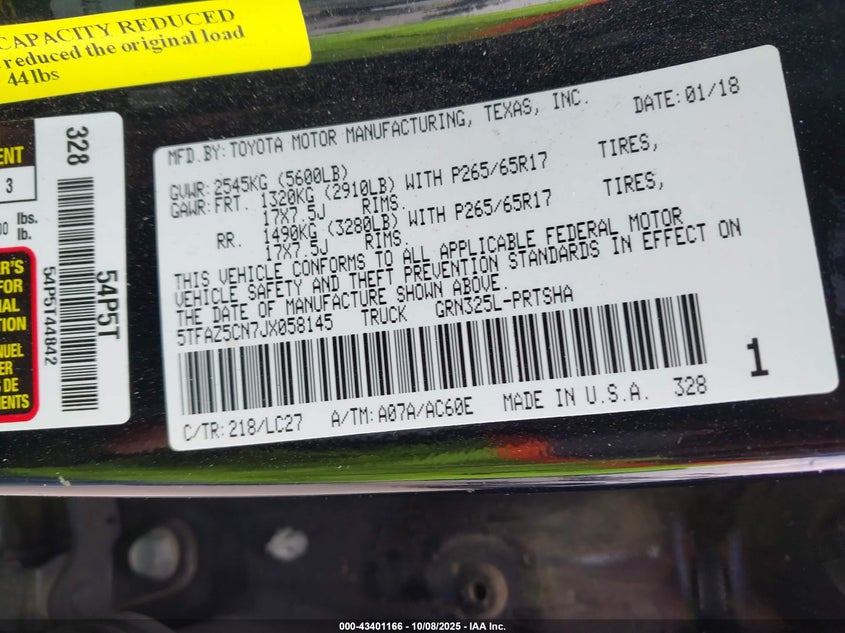 CAPACITY REDUCED
reduced the original load
44lbs
328
54P5T
54P5T44842
3
lbs.
lb.
MFD.BY:TOYOTA MOTOR MANUFACTURING, TEXAS, INC. DATE:01/18
GVWR:2545KG (5600LB)
GAWR:FRT. 1320KG (2910LB) WITH P265/65R17 TIRES,
17X7.5J RIMS.
RR. 1490KG (3280LB) WITH P265/65R17 TIRES,
17X7.5J RIMS.
THIS VEHICLE CONFORMS TO ALL APPLICABLE FEDERAL MOTOR
VEHICLE SAFETY AND THEFT PREVENTION STANDARDS IN EFFECT ON
THE DATE OF MANUFACTURE SHOWN ABOVE.
5TFAZ5CN7JX058145 TRUCK GRN325L-PRTSHA
1
C/TR:218/LC27 A/TM:A07A/AC60E MADE IN U.S.A. 328
FOR
DE
000-43401166 - 10/08/2025 - IAA Inc.